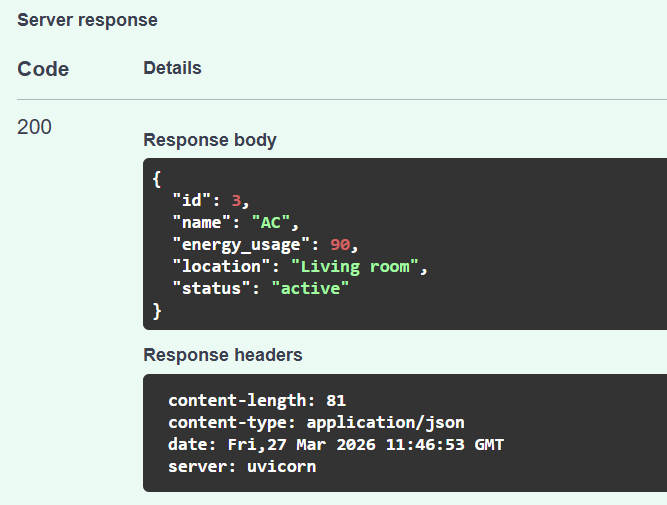 Server response
Code Details
200
Response body
{
  "id": 3,
  "name": "AC",
  "energy_usage": 90,
  "location": "Living room",
  "status": "active"
}
Response headers
content-length: 81
content-type: application/json
date: Fri,27 Mar 2026 11:46:53 GMT
server: uvicorn